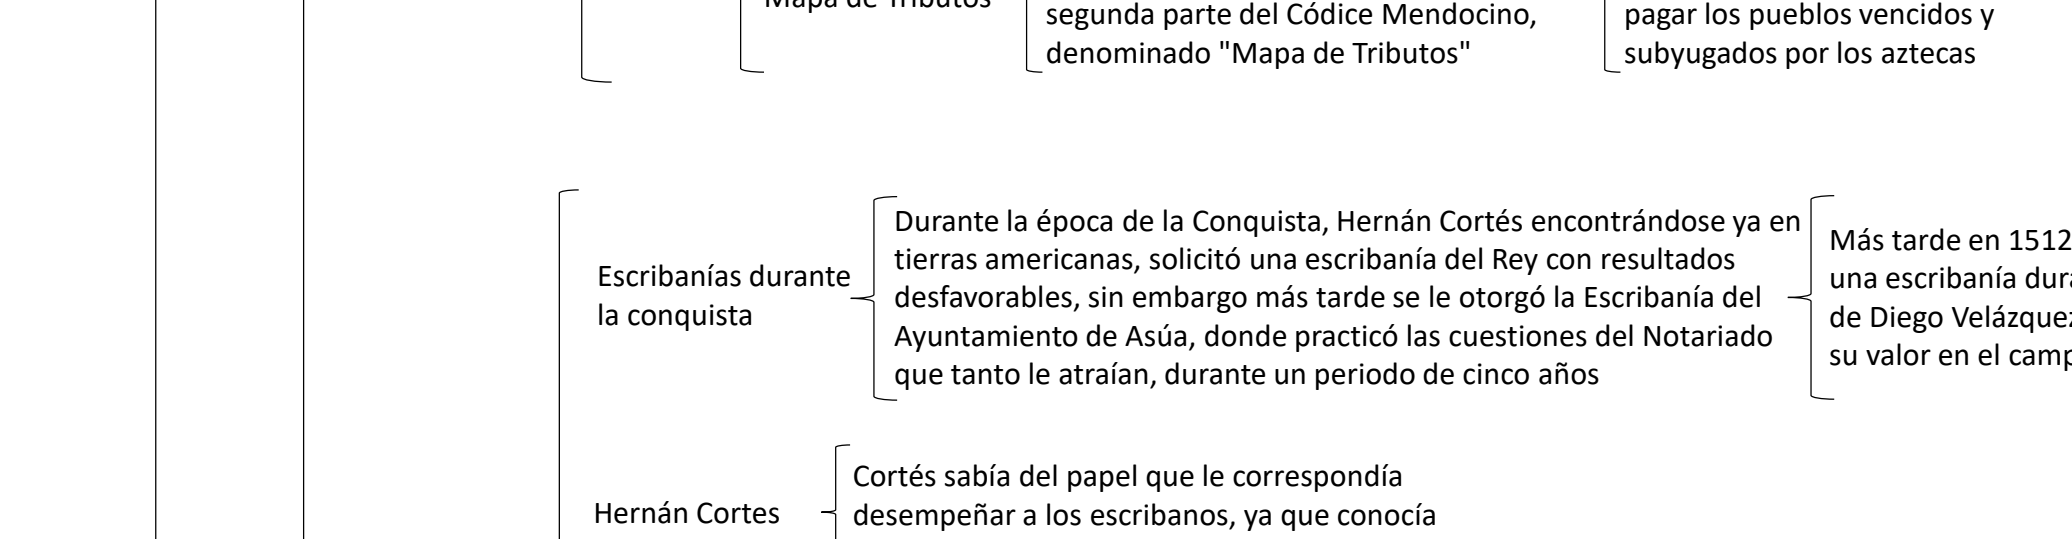 Mapa de Tributos
segunda parte del Códice Mendocino,
denominado "Mapa de Tributos"
pagar los pueblos vencidos y
subyugados por los aztecas
Escribanías durante
la conquista
Durante la época de la Conquista, Hernán Cortés encontrándose ya en
tierras americanas, solicitó una escribanía del Rey con resultados
desfavorables, sin embargo más tarde se le otorgó la Escribanía del
Ayuntamiento de Asúa, donde practicó las cuestiones del Notariado
que tanto le atraían, durante un periodo de cinco años
Más tarde en 1512
una escribanía
de Diego
su valor en el
Hernán Cortes
Cortés sabía del papel que le correspondía
desempeñar a los escribanos, ya que conocía